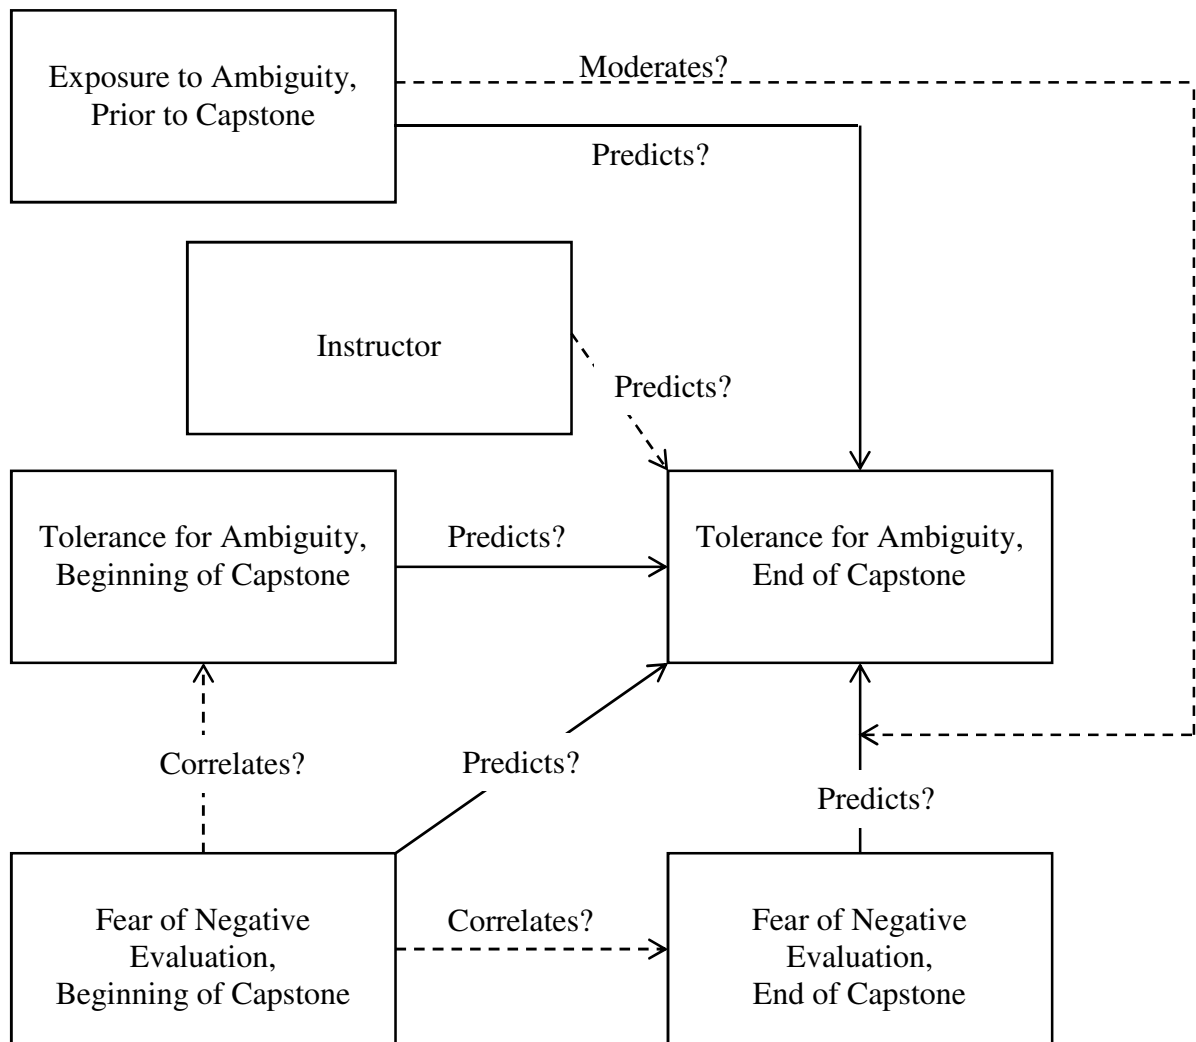 Moderates?
Exposure to Ambiguity,
Prior to Capstone
Predicts?
Instructor
Predicts?
Tolerance for Ambiguity,
Beginning of Capstone
Predicts?
Tolerance for Ambiguity,
End of Capstone
Correlates?
Predicts?
Predicts?
Fear of Negative
Evaluation,
Beginning of Capstone
Correlates?
Fear of Negative
Evaluation,
End of Capstone